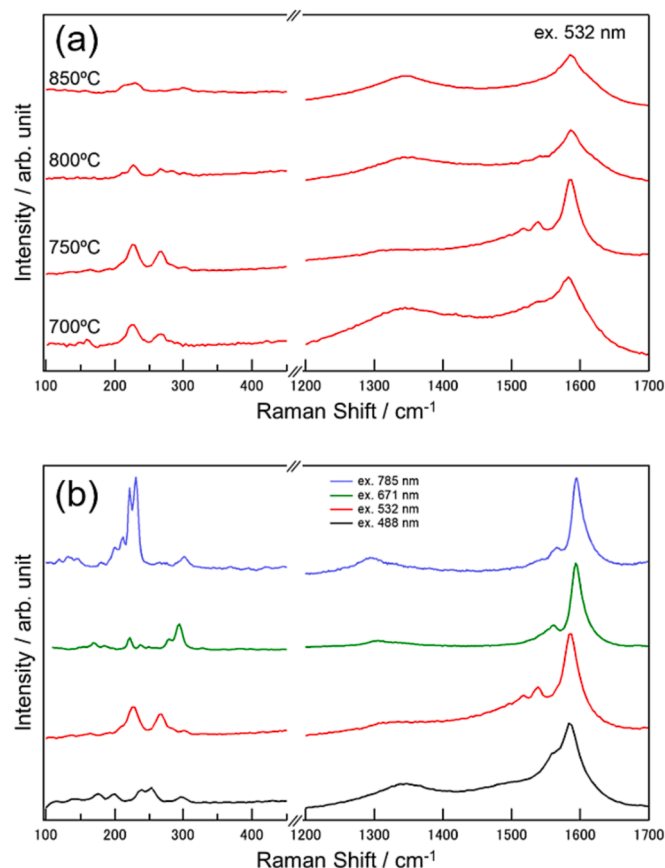 (a)
ex. 532 nm
850ºC
800ºC
750ºC
700ºC
Intensity / arb. unit
100 200 300 400 1200 1300 1400 1500 1600 1700
Raman Shift / cm-1
(b)
ex. 785 nm
ex. 671 nm
ex. 532 nm
ex. 488 nm
Intensity / arb. unit
100 200 300 400 1200 1300 1400 1500 1600 1700
Raman Shift / cm-1